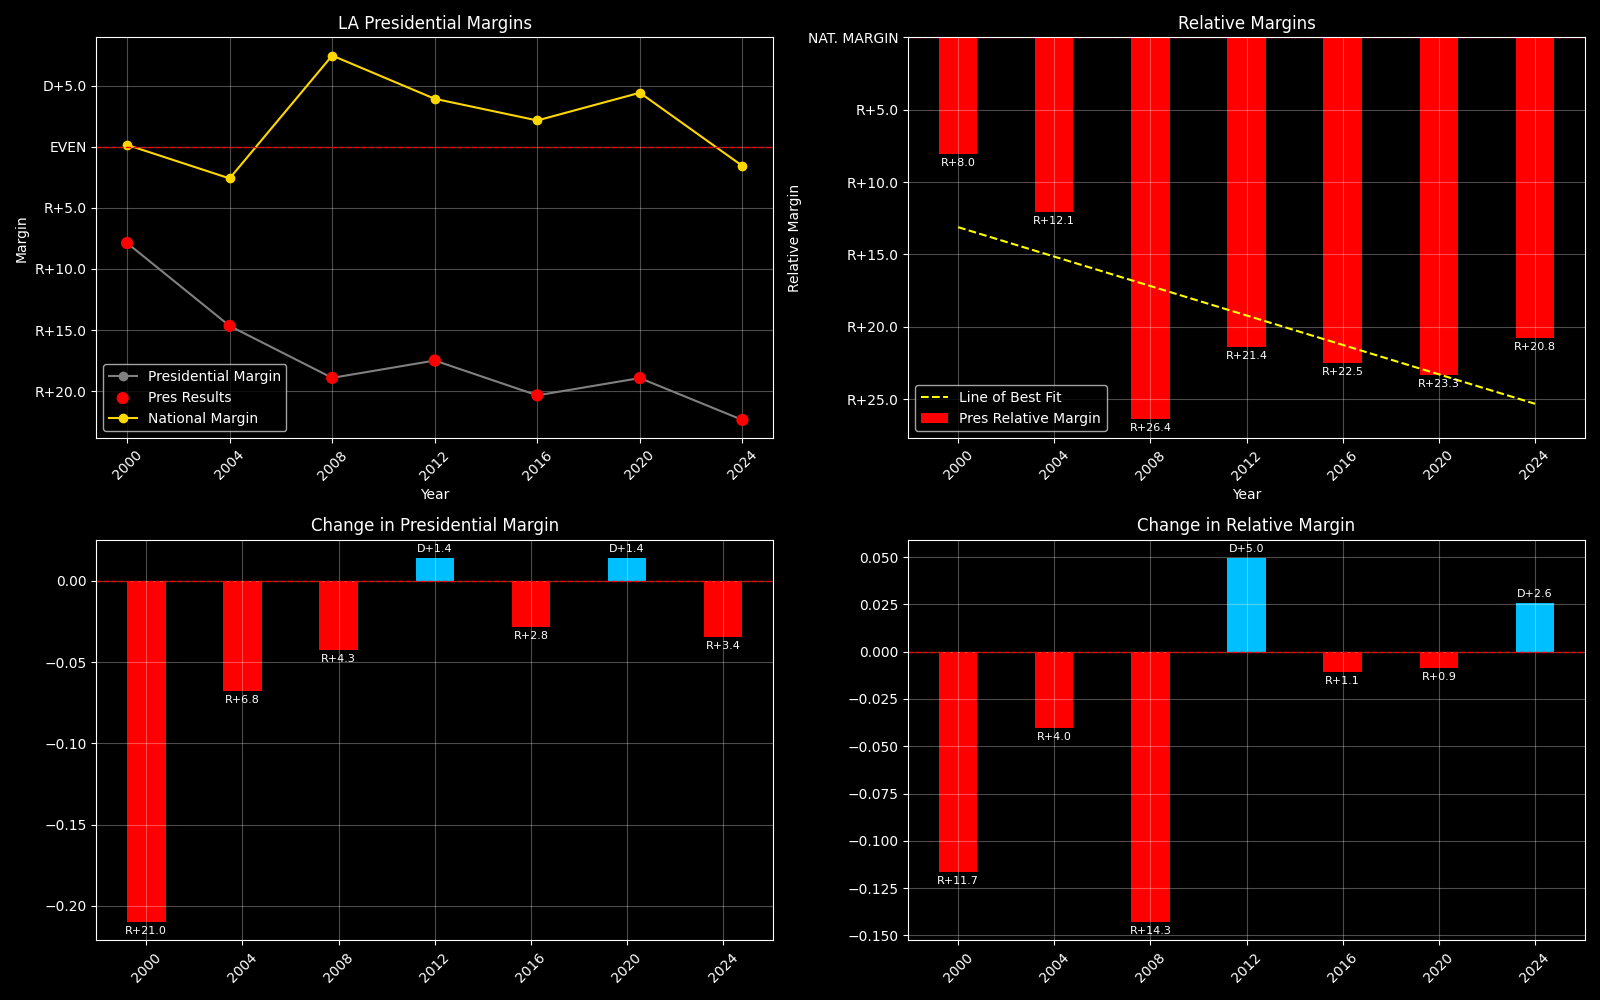 LA Presidential Margins
D+5.0
EVEN
R+5.0
R+10.0
R+15.0
R+20.0
Margin
Presidential Margin
Pres Results
National Margin
2000 2004 2008 2012 2016 2020 2024
Year
Relative Margins
NAT. MARGIN
R+5.0
R+10.0
R+15.0
R+20.0
R+25.0
Relative Margin
R+8.0
R+12.1
R+26.4
R+21.4
R+22.5
R+23.3
R+20.8
Line of Best Fit
Pres Relative Margin
2000 2004 2008 2012 2016 2020 2024
Year
Change in Presidential Margin
0.00
−0.05
−0.10
−0.15
−0.20
R+21.0
R+6.8
R+4.3
D+1.4
R+2.8
D+1.4
R+3.4
2000 2004 2008 2012 2016 2020 2024
Change in Relative Margin
0.050
0.025
0.000
−0.025
−0.050
−0.075
−0.100
−0.125
−0.150
R+11.7
R+4.0
R+14.3
D+5.0
R+1.1
R+0.9
D+2.6
2000 2004 2008 2012 2016 2020 2024